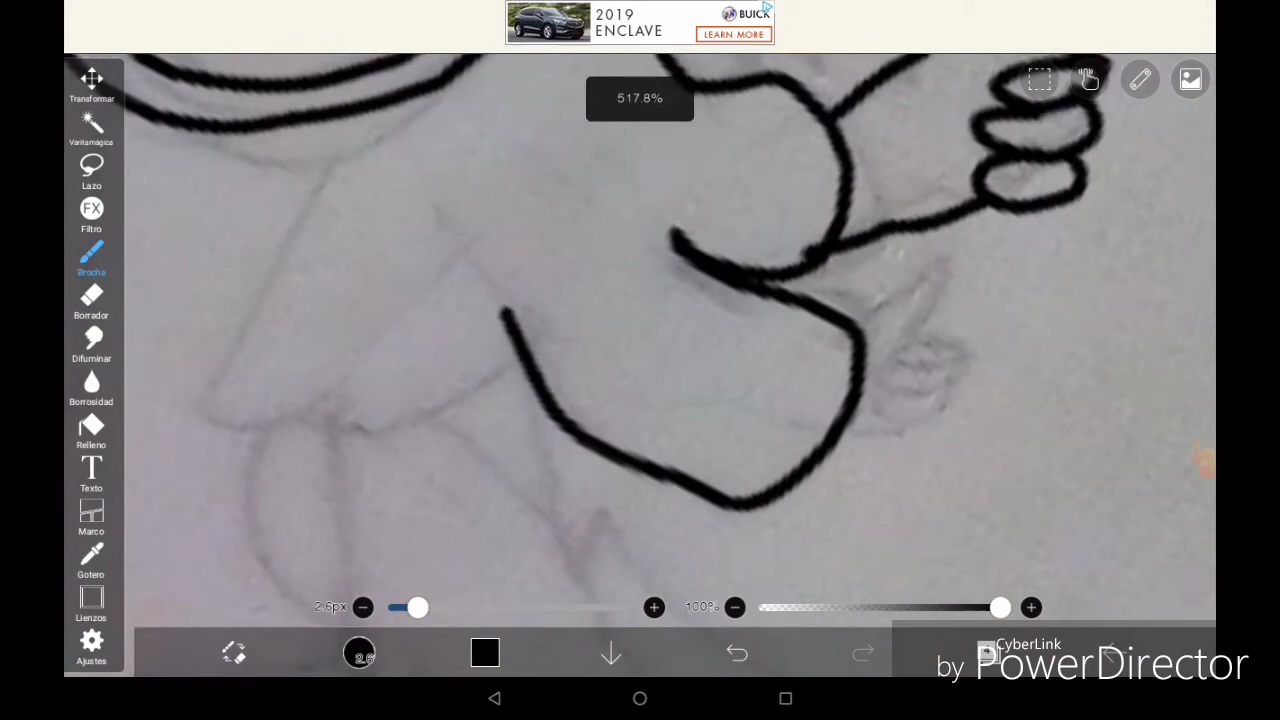 2019
ENCLAVE
BUICK
LEARN MORE
517.8%
Transformar
Vantamágica
Lazo
FX
Filtro
Brocha
Borrador
Difuminar
Borrosidad
Relleno
T
Texto
Marco
Gotero
Lienzos
Ajustes
2.6px
100%
2.6
CyberLink
by PowerDirector